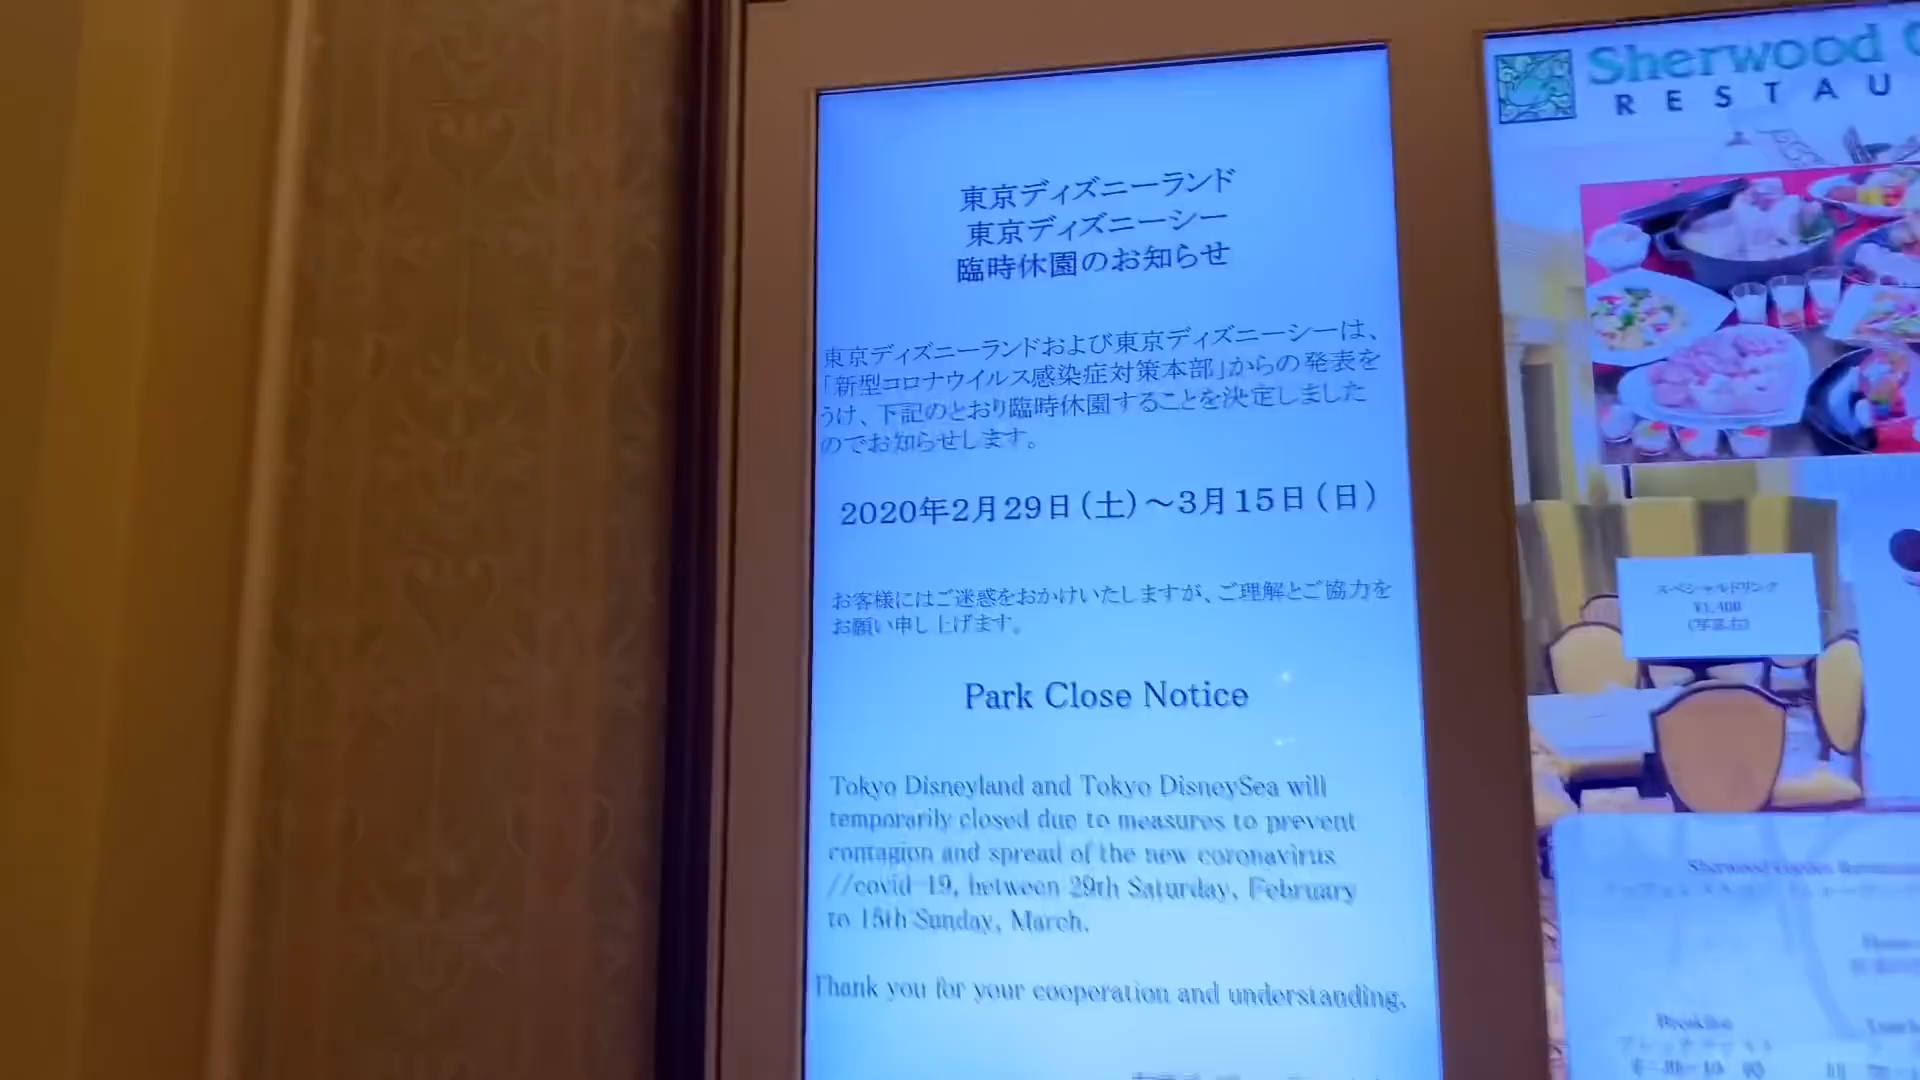 東京ディズニーランド
東京ディズニーシー
臨時休園のお知らせ
東京ディズニーランドおよび東京ディズニーシーは、
「新型コロナウイルス感染症対策本部」からの発表を
うけ、下記のとおり臨時休園することを決定しました
のでお知らせします。
2020年2月29日(土)～3月15日(日)
お客様にはご迷惑をおかけいたしますが、ご理解とご協力を
お願い申し上げます。
Park Close Notice
Tokyo Disneyland and Tokyo DisneySea will
temporarily closed due to measures to prevent
contagion and spread of the new coronavirus
//covid-19, between 29th Saturday, February
to 15th Sunday, March.
Thank you for your cooperation and understanding.
Sherwood
RESTAU
スペシャルドリンク
¥1,400
(写真右)